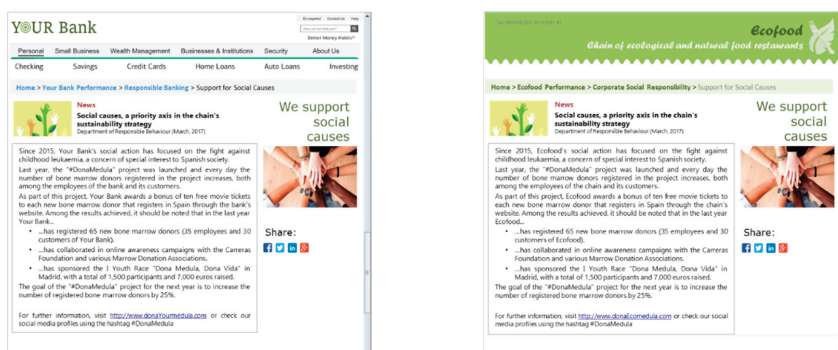 Y●UR Bank
En español Contact us Help
How can we help you?
Better Money Habits®
Personal Small Business Wealth Management Businesses & Institutions Security About Us
Checking Savings Credit Cards Home Loans Auto Loans Investing
Home > Your Bank Performance > Responsible Banking > Support for Social Causes
News
Social causes, a priority axis in the chain's
sustainability strategy
Department of Responsible Behaviour (March, 2017)
We support
social
causes
Since 2015, Your Bank's social action has focused on the fight against
childhood leukaemia, a concern of special interest to Spanish society.
Last year, the "#DonaMedula" project was launched and every day the
number of bone marrow donors registered in the project increases, both
among the employees of the bank and its customers.
As part of this project, Your Bank awards a bonus of ten free movie tickets
to each new bone marrow donor that registers in Spain through the bank's
website. Among the results achieved, it should be noted that in the last year
Your Bank...
• ...has registered 65 new bone marrow donors (35 employees and 30
customers of Your Bank).
• ...has collaborated in online awareness campaigns with the Carreras
Foundation and various Marrow Donation Associations.
• ...has sponsored the I Youth Race "Dona Medula, Dona Vida" in
Madrid, with a total of 1,500 participants and 7,000 euros raised.
The goal of the "#DonaMedula" project for the next year is to increase the
number of registered bone marrow donors by 25%.
For further information, visit http://www.donaYourmedula.com or check our
social media profiles using the hashtag #DonaMedula
Share:
Ecofood
Chain of ecological and natural food restaurants
Home > Ecofood Performance > Corporate Social Responsibility > Support for Social Causes
News
Social causes, a priority axis in the chain's
sustainability strategy
Department of Responsible Behaviour (March, 2017)
We support
social
causes
Since 2015, Ecofood's social action has focused on the fight against
childhood leukaemia, a concern of special interest to Spanish society.
Last year, the "#DonaMedula" project was launched and every day the
number of bone marrow donors registered in the project increases, both
among the employees of the chain and its customers.
As part of this project, Ecofood awards a bonus of ten free movie tickets to
each new bone marrow donor that registers in Spain through the chain's
website. Among the results achieved, it should be noted that in the last year
Ecofood...
• ...has registered 65 new bone marrow donors (35 employees and 30
customers of Ecofood).
• ...has collaborated in online awareness campaigns with the Carreras
Foundation and various Marrow Donation Associations.
• ...has sponsored the I Youth Race "Dona Medula, Dona Vida" in
Madrid, with a total of 1,500 participants and 7,000 euros raised.
The goal of the "#DonaMedula" project for the next year is to increase the
number of registered bone marrow donors by 25%.
For further information, visit http://www.donaEcomedula.com or check our social
media profiles using the hashtag #DonaMedula
Share: